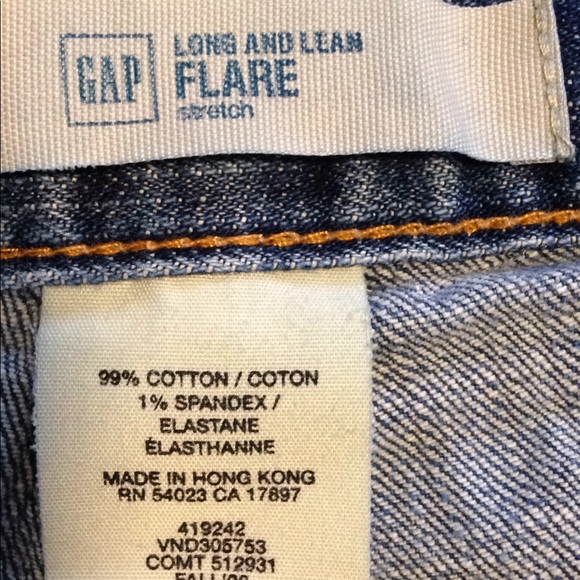 GAP
LONG AND LEAN
FLARE
stretch
99% COTTON / COTON
1% SPANDEX /
ELASTANE
ÉLASTHANNE
MADE IN HONG KONG
RN 54023 CA 17897
419242
VND305753
COMT 512931
FALL'